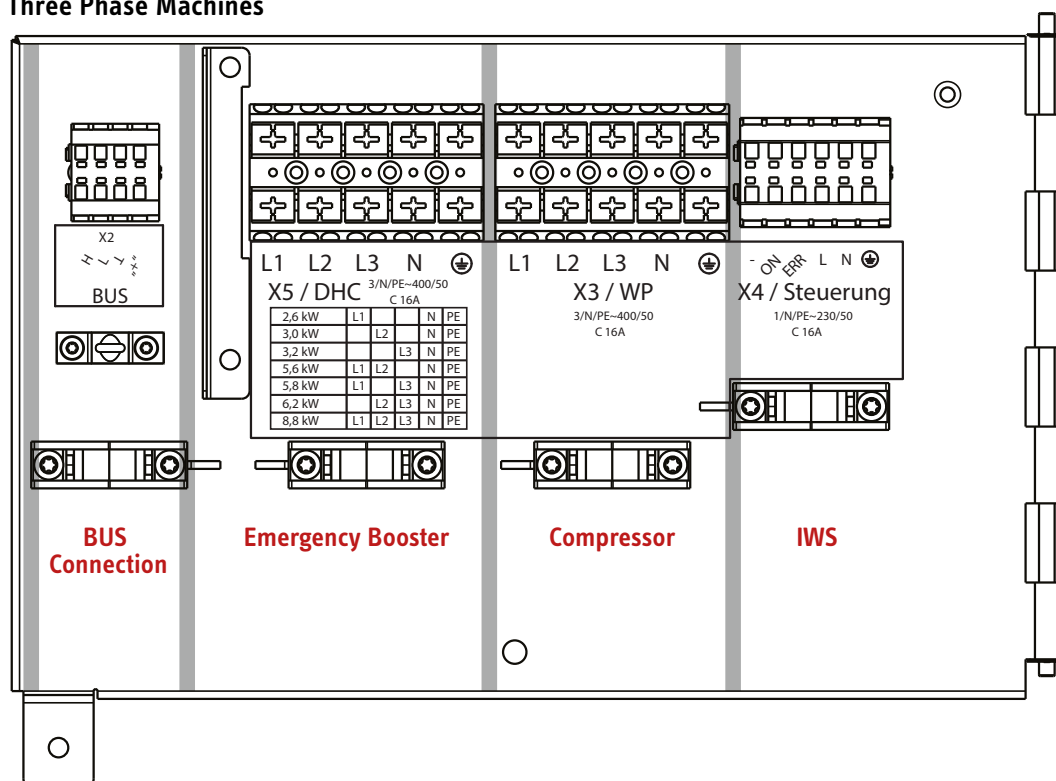 Three Phase Machines
X2
H L ⊥ "⊥"
BUS
L1 L2 L3 N
X5 / DHC 3/N/PE~400/50
C 16A
2,6 kW L1 N PE
3,0 kW L2 N PE
3,2 kW L3 N PE
5,6 kW L1 L2 N PE
5,8 kW L1 L3 N PE
6,2 kW L2 L3 N PE
8,8 kW L1 L2 L3 N PE
L1 L2 L3 N
X3 / WP
3/N/PE~400/50
C 16A
- ON ERR L N
X4 / Steuerung
1/N/PE~230/50
C 16A
BUS
Connection
Emergency Booster
Compressor
IWS